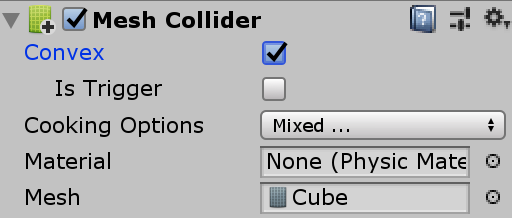 Mesh Collider
Convex
Is Trigger
Cooking Options Mixed ...
Material None (Physic Mate
Mesh Cube